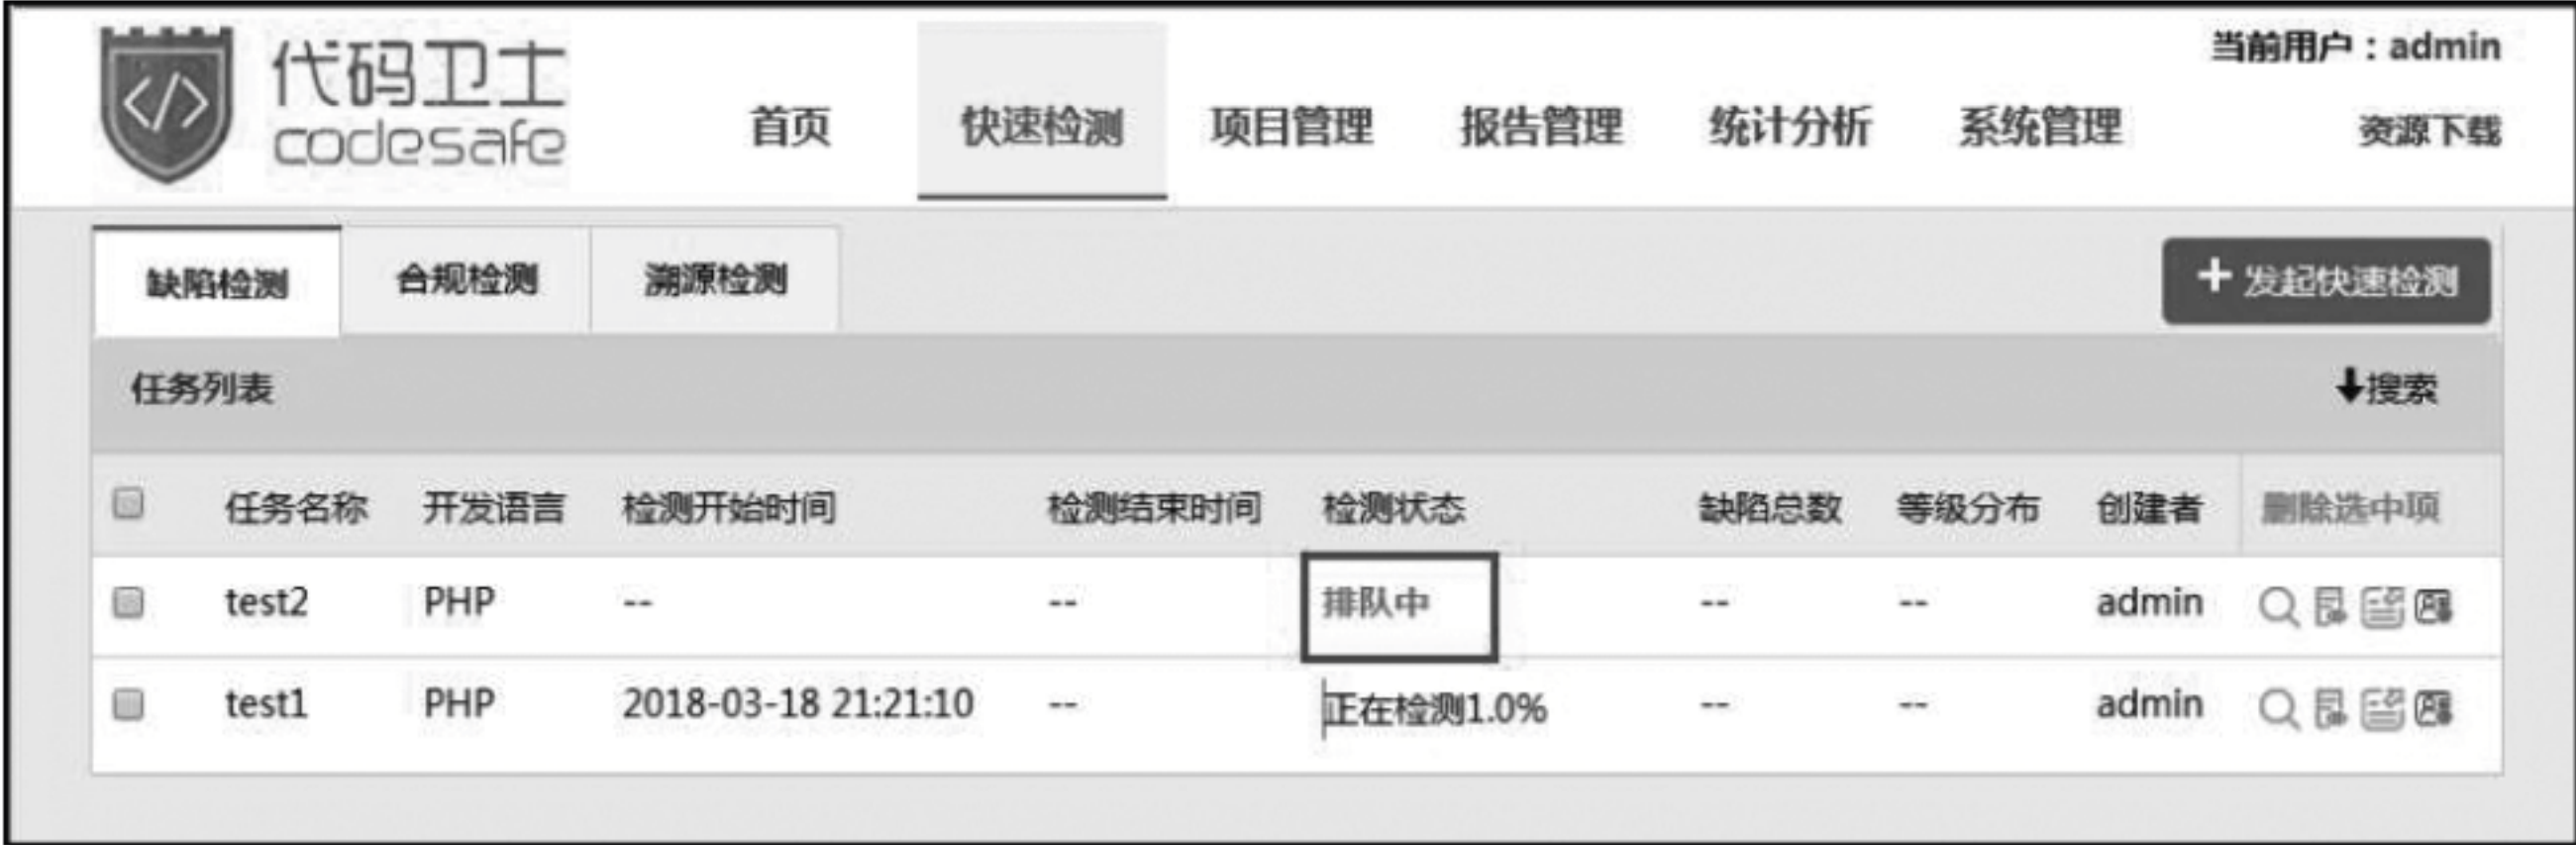 当前用户：admin
代码卫士
codesafe
首页 快速检测 项目管理 报告管理 统计分析 系统管理 资源下载
缺陷检测 合规检测 溯源检测 +发起快速检测
任务列表 搜索
任务名称 开发语言 检测开始时间 检测结束时间 检测状态 缺陷总数 等级分布 创建者 删除选中项
test2 PHP -- -- 排队中 -- -- admin
test1 PHP 2018-03-18 21:21:10 -- 正在检测1.0% -- -- admin